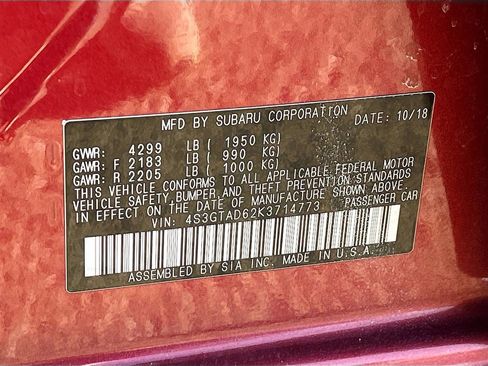 MFD BY SUBARU CORPORATION DATE: 10/18
GVWR: 4299 LB ( 1950 KG)
GAWR: F 2183 LB ( 990 KG)
GAWR: R 2205 LB ( 1000 KG)
THIS VEHICLE CONFORMS TO ALL APPLICABLE FEDERAL MOTOR
VEHICLE SAFETY, BUMPER, AND THEFT PREVENTION STANDARDS
IN EFFECT ON DATE OF MANUFACTURE SHOWN ABOVE
VIN: 4S3GTAD62K3714773 PASSENGER CAR
ASSEMBLED BY SIA INC. MADE IN U.S.A.